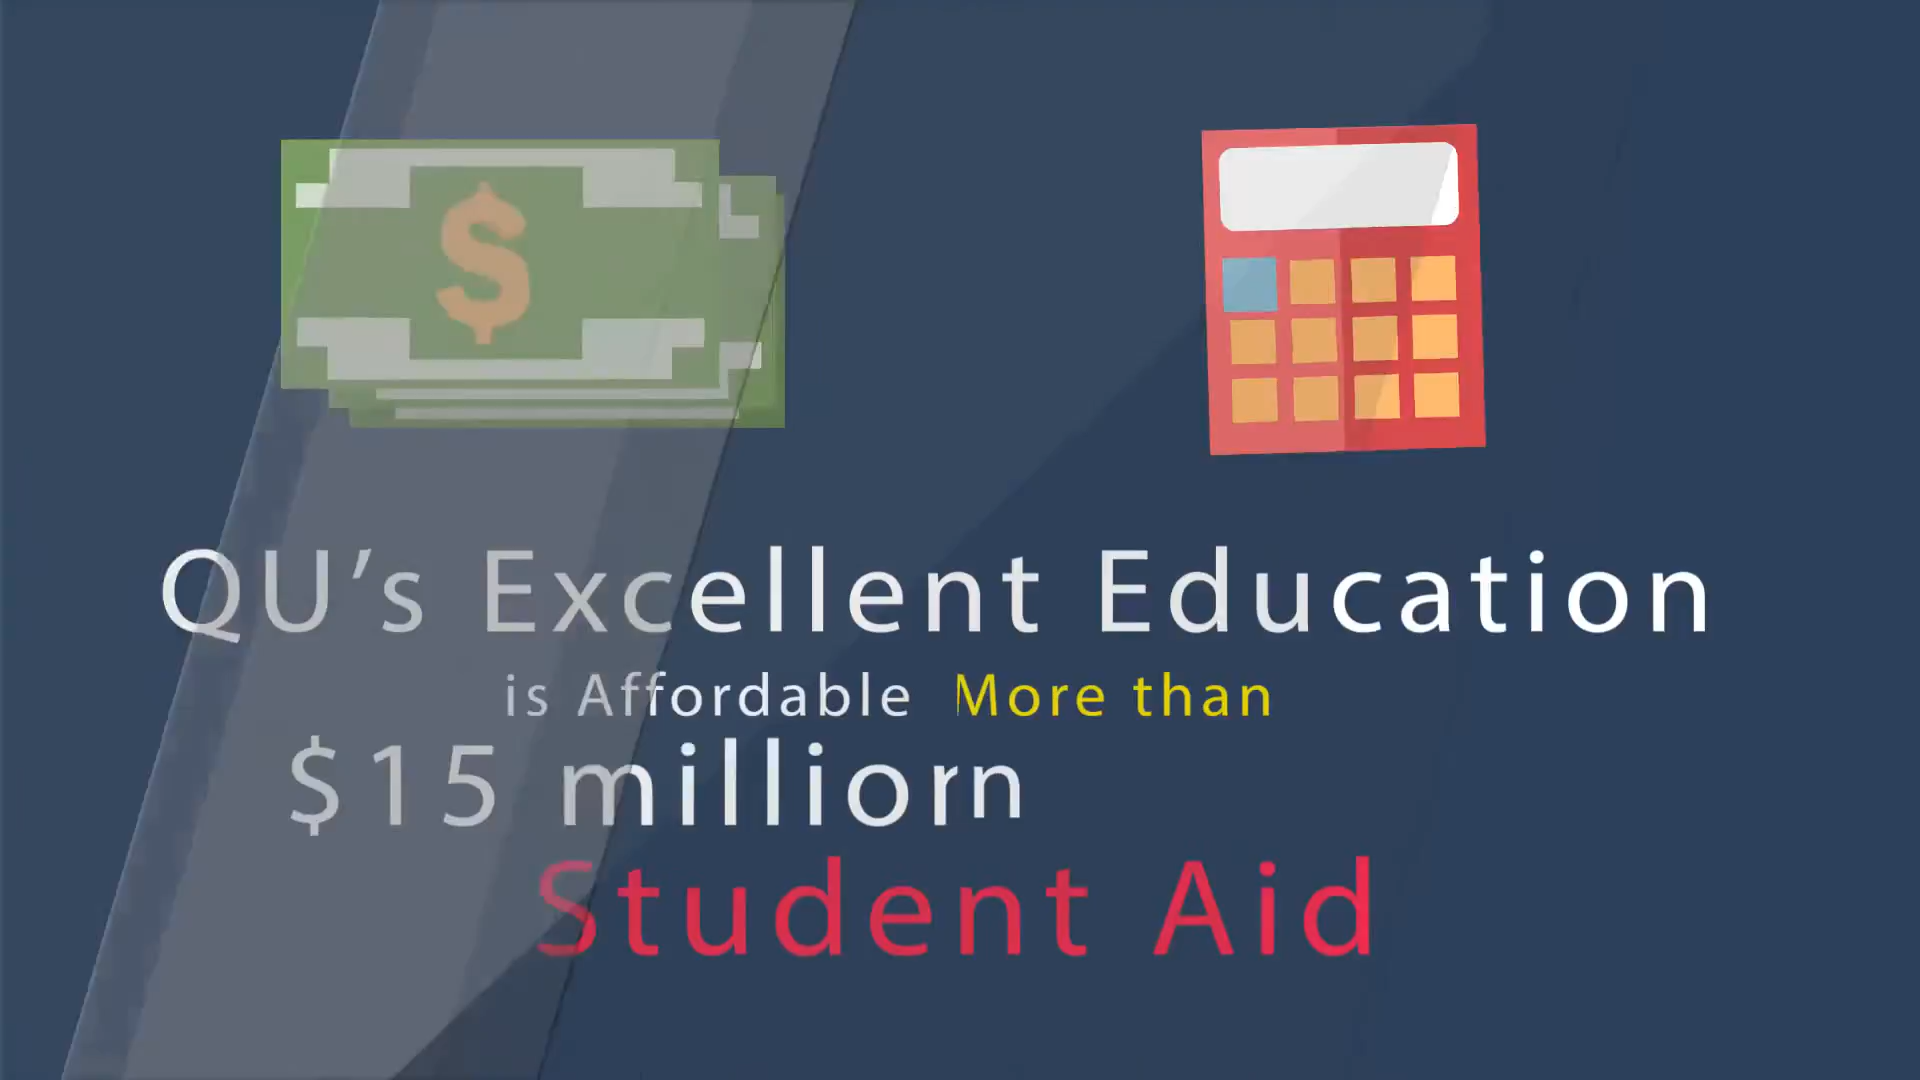 $
QU’s Excellent Education
is Affordable More than
$15 milliorn
Student Aid